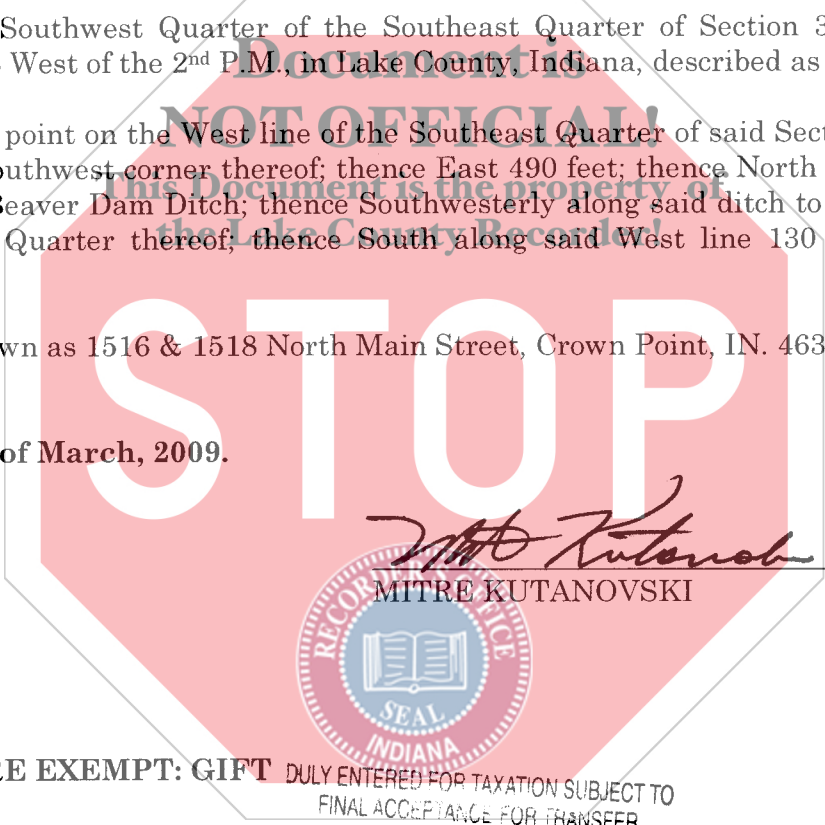 Southwest Quarter of the Southeast Quarter of Section 3
West of the 2nd P.M., in Lake County, Indiana, described as
Document is
NOT OFFICIAL!
This Document is the property of
the Lake County Recorder!
point on the West line of the Southeast Quarter of said Sect
outhwest corner thereof; thence East 490 feet; thence North
Beaver Dam Ditch; thence Southwesterly along said ditch to
Quarter thereof; thence South along said West line 130
STOP
wn as 1516 & 1518 North Main Street, Crown Point, IN. 463
of March, 2009.
Mitre Kutanovski
MITRE KUTANOVSKI
RECORDER'S OFFICE
SEAL
INDIANA
RE EXEMPT: GIFT
DULY ENTERED FOR TAXATION SUBJECT TO
FINAL ACCEPTANCE FOR TRANSFER